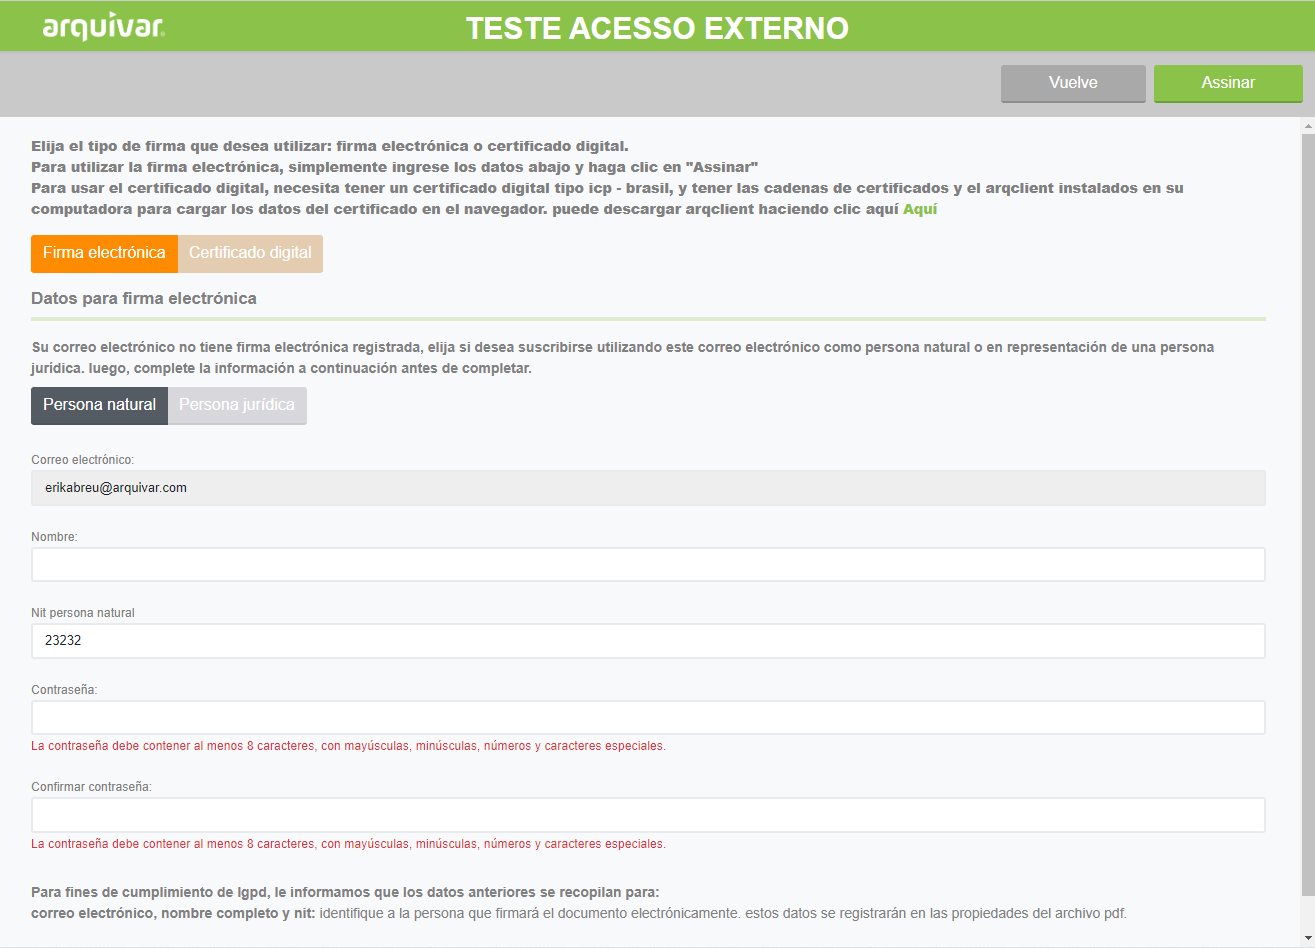 arquivar
TESTE ACESSO EXTERNO
Vuelve
Assinar
Elija el tipo de firma que desea utilizar: firma electrónica o certificado digital.
Para utilizar la firma electrónica, simplemente ingrese los datos abajo y haga clic en "Assinar"
Para usar el certificado digital, necesita tener un certificado digital tipo icp - brasil, y tener las cadenas de certificados y el arqclient instalados en su
computadora para cargar los datos del certificado en el navegador. puede descargar arqclient haciendo clic aquí Aquí
Firma electrónica
Certificado digital
Datos para firma electrónica
Su correo electrónico no tiene firma electrónica registrada, elija si desea suscribirse utilizando este correo electrónico como persona natural o en representación de una persona
jurídica. luego, complete la información a continuación antes de completar.
Persona natural
Persona jurídica
Correo electrónico:
erikabreu@arquivar.com
Nombre:
Nit persona natural
23232
Contraseña:
La contraseña debe contener al menos 8 caracteres, con mayúsculas, minúsculas, números y caracteres especiales.
Confirmar contraseña:
La contraseña debe contener al menos 8 caracteres, con mayúsculas, minúsculas, números y caracteres especiales.
Para fines de cumplimiento de lgpd, le informamos que los datos anteriores se recopilan para:
correo electrónico, nombre completo y nit: identifique a la persona que firmará el documento electrónicamente. estos datos se registrarán en las propiedades del archivo pdf.